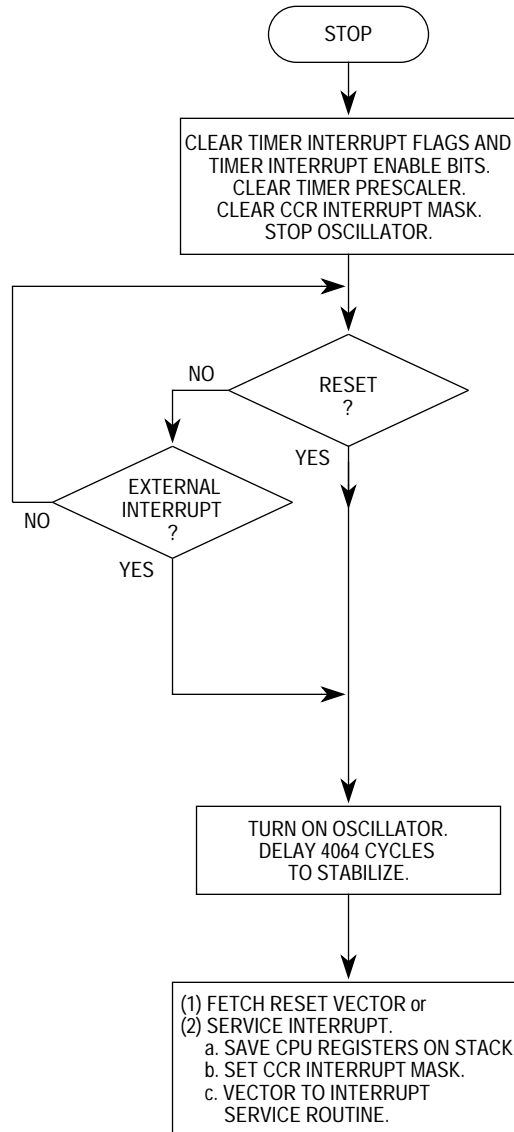 STOP
CLEAR TIMER INTERRUPT FLAGS AND
TIMER INTERRUPT ENABLE BITS.
CLEAR TIMER PRESCALER.
CLEAR CCR INTERRUPT MASK.
STOP OSCILLATOR.
NO
RESET
?
YES
EXTERNAL
INTERRUPT
?
NO
YES
TURN ON OSCILLATOR.
DELAY 4064 CYCLES
TO STABILIZE.
(1) FETCH RESET VECTOR or
(2) SERVICE INTERRUPT.
a. SAVE CPU REGISTERS ON STACK.
b. SET CCR INTERRUPT MASK.
c. VECTOR TO INTERRUPT
SERVICE ROUTINE.